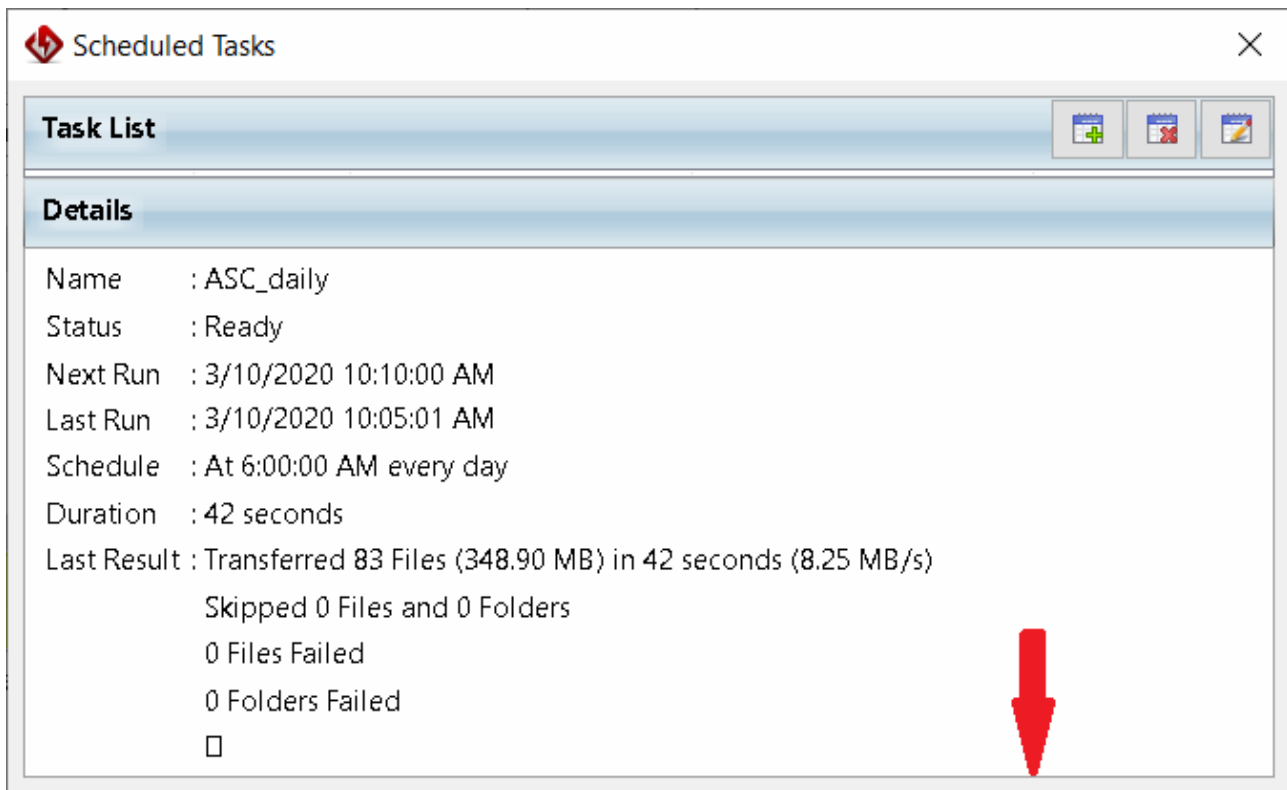 Scheduled Tasks
Task List
Details
Name : ASC_daily
Status : Ready
Next Run : 3/10/2020 10:10:00 AM
Last Run : 3/10/2020 10:05:01 AM
Schedule : At 6:00:00 AM every day
Duration : 42 seconds
Last Result : Transferred 83 Files (348.90 MB) in 42 seconds (8.25 MB/s)
Skipped 0 Files and 0 Folders
0 Files Failed
0 Folders Failed